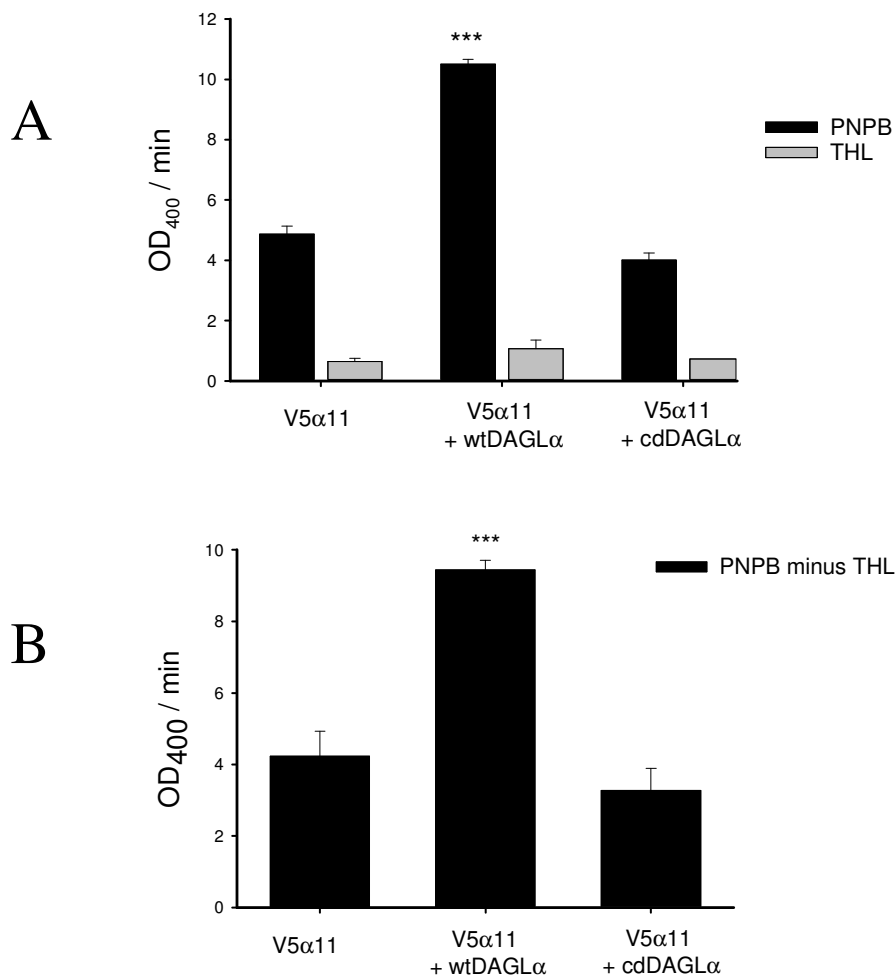 A
OD400 / min
12
10
8
6
4
2
0
***
PNPB
THL
V5α11
V5α11
+ wtDAGLα
V5α11
+ cdDAGLα
B
OD400 / min
10
8
6
4
2
0
***
PNPB minus THL
V5α11
V5α11
+ wtDAGLα
V5α11
+ cdDAGLα